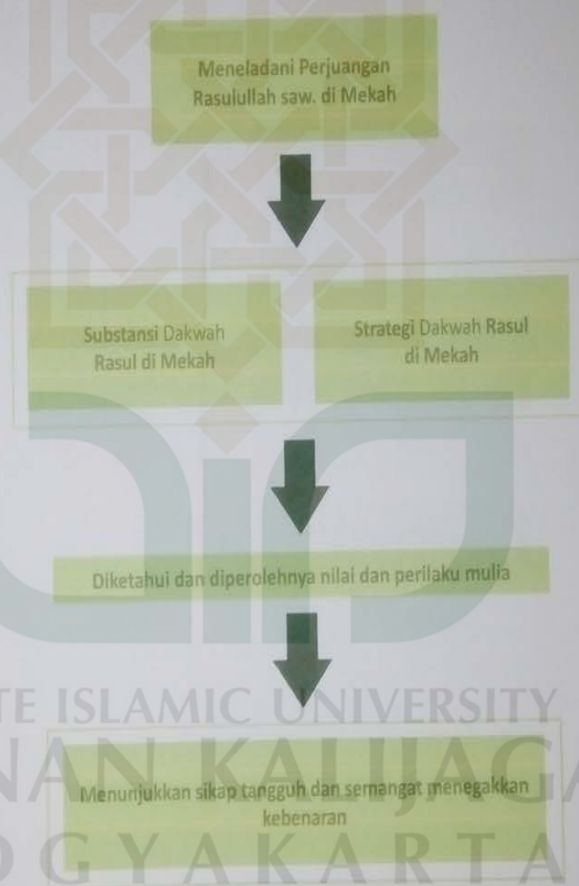 Meneladani Perjuangan
Rasulullah saw. di Mekah
Substansi Dakwah
Rasul di Mekah
Strategi Dakwah Rasul
di Mekah
Diketahui dan diperolehnya nilai dan perilaku mulia
TE ISLAMIC UNIVERSITY
NAN KALIJAGA
Menunjukkan sikap tangguh dan semangat menegakkan
kebenaran
OGYAKARTA